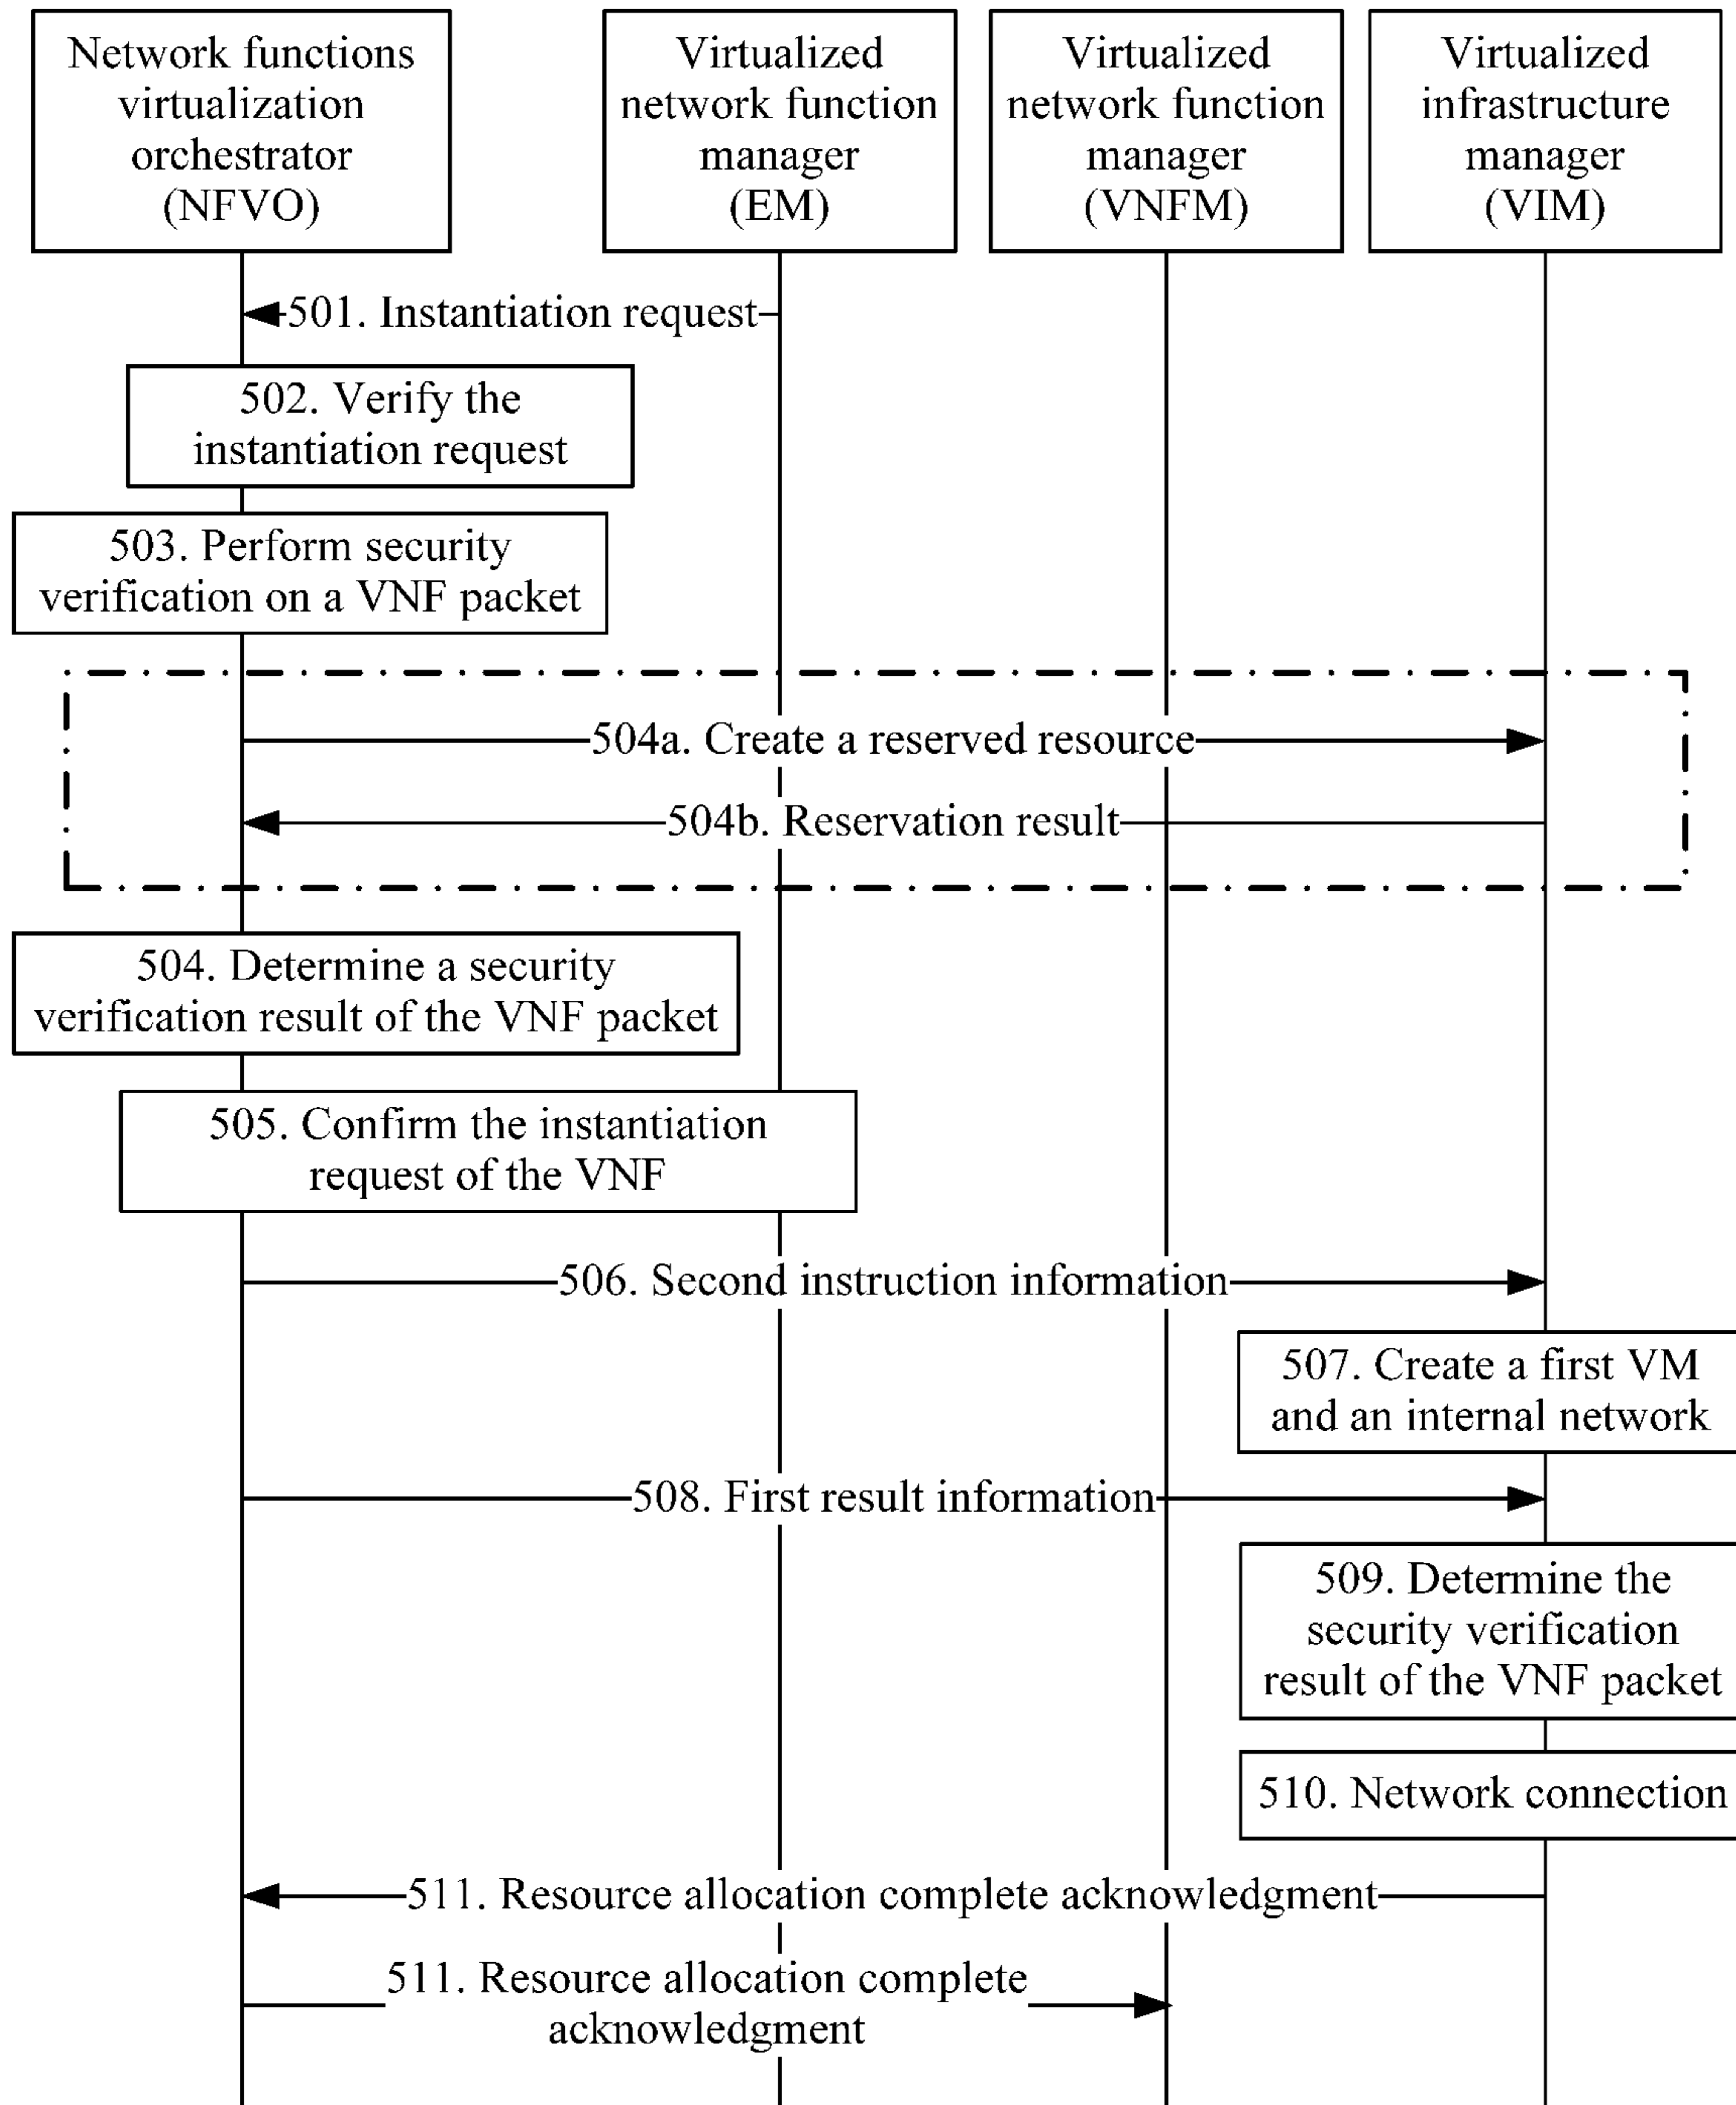 Network functions
virtualization
orchestrator
(NFVO)
Virtualized
network function
manager
(EM)
Virtualized
network function
manager
(VNFM)
Virtualized
infrastructure
manager
(VIM)
501. Instantiation request
502. Verify the
instantiation request
503. Perform security
verification on a VNF packet
504a. Create a reserved resource
504b. Reservation result
504. Determine a security
verification result of the VNF packet
505. Confirm the instantiation
request of the VNF
506. Second instruction information
507. Create a first VM
and an internal network
508. First result information
509. Determine the
security verification
result of the VNF packet
510. Network connection
511. Resource allocation complete acknowledgment
511. Resource allocation complete
acknowledgment